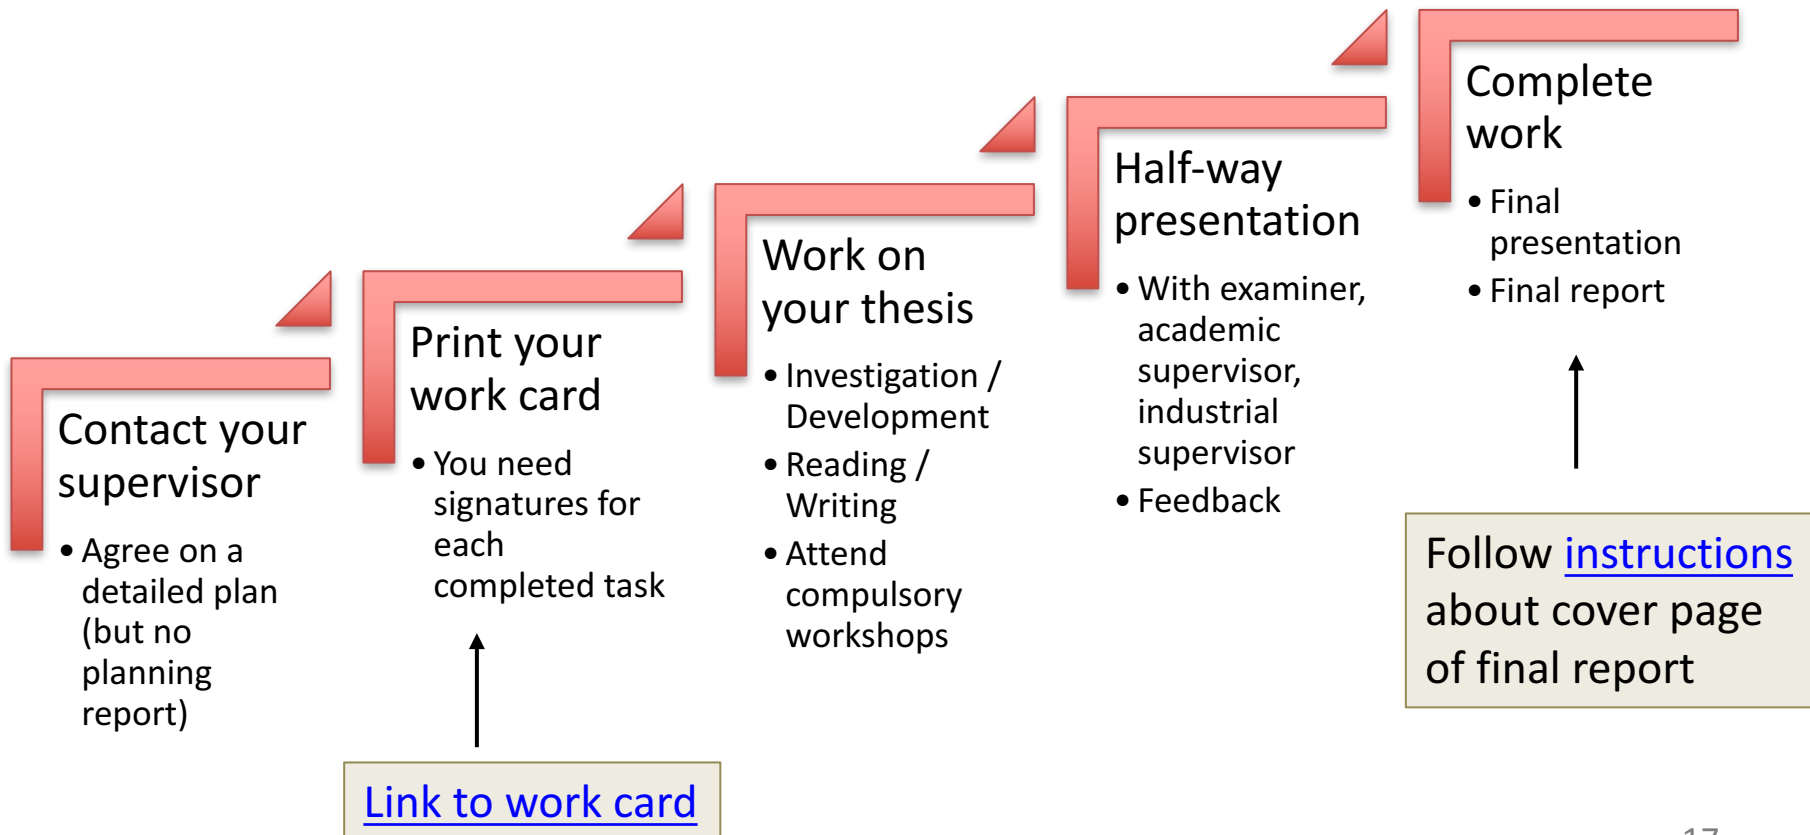 Contact your
supervisor
• Agree on a
detailed plan
(but no
planning
report)
Print your
work card
• You need
signatures for
each
completed task
Link to work card
Work on
your thesis
• Investigation /
Development
• Reading /
Writing
• Attend
compulsory
workshops
Half-way
presentation
• With examiner,
academic
supervisor,
industrial
supervisor
• Feedback
Complete
work
• Final
presentation
• Final report
Follow instructions
about cover page
of final report
17